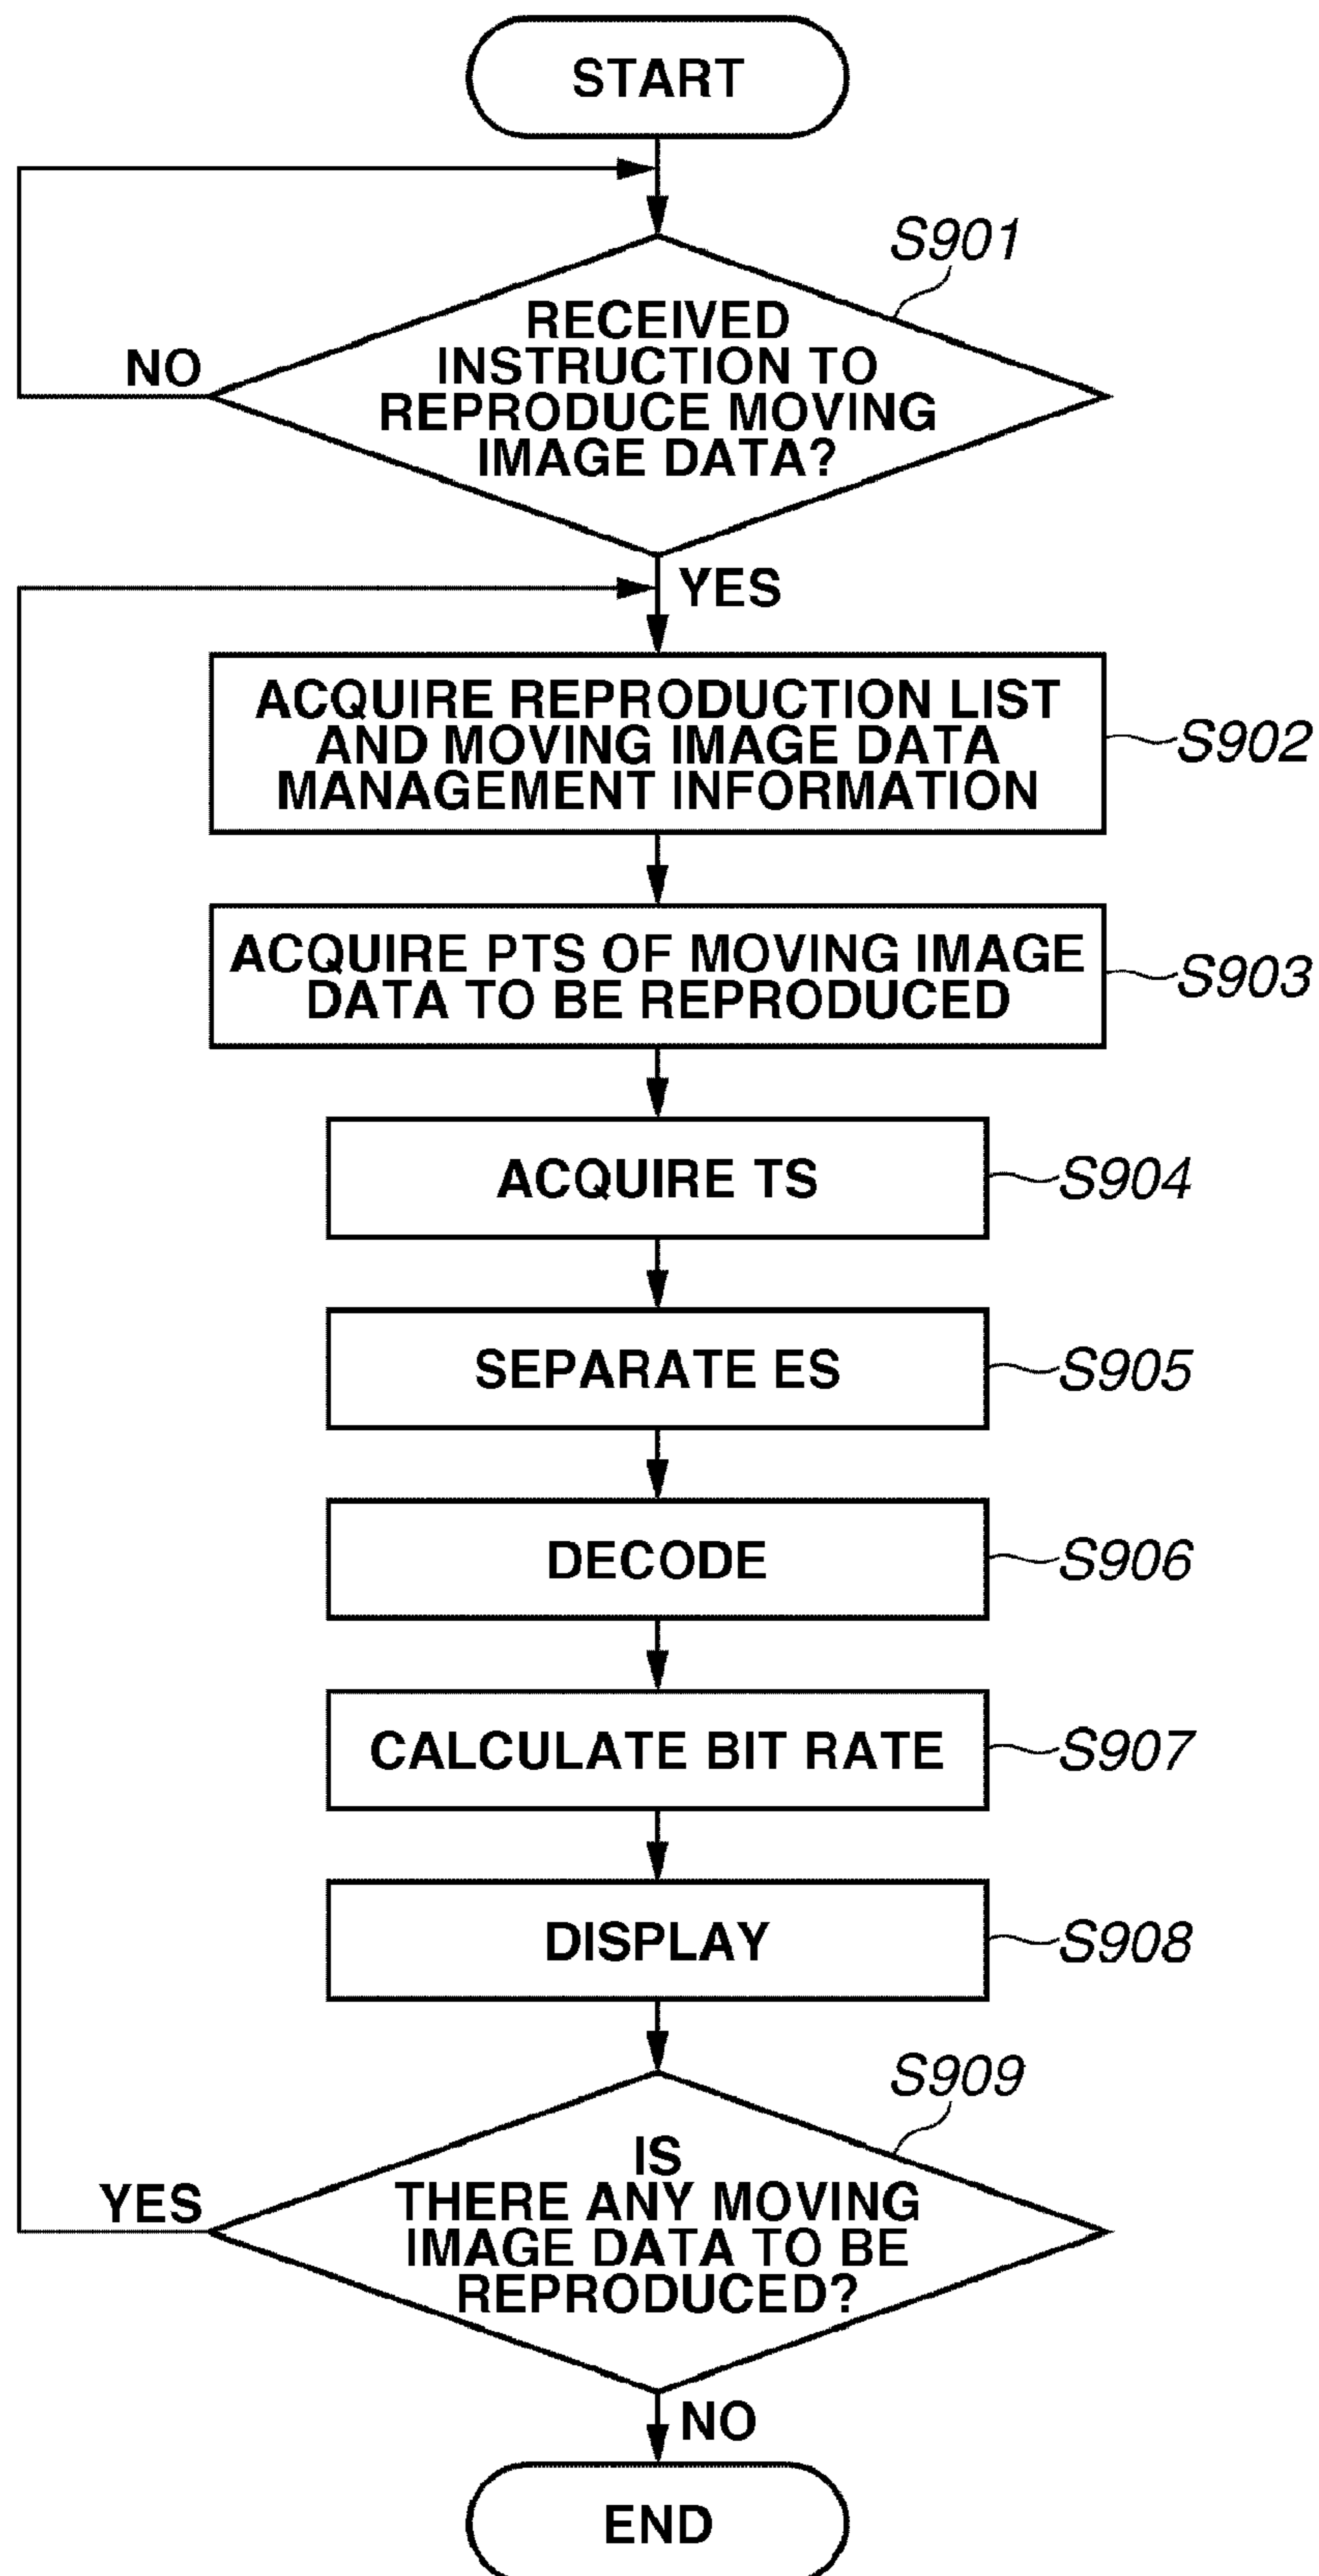 START
S901
RECEIVED
INSTRUCTION TO
REPRODUCE MOVING
IMAGE DATA?
NO
YES
ACQUIRE REPRODUCTION LIST
AND MOVING IMAGE DATA
MANAGEMENT INFORMATION
S902
ACQUIRE PTS OF MOVING IMAGE
DATA TO BE REPRODUCED
S903
ACQUIRE TS
S904
SEPARATE ES
S905
DECODE
S906
CALCULATE BIT RATE
S907
DISPLAY
S908
S909
IS
THERE ANY MOVING
IMAGE DATA TO BE
REPRODUCED?
YES
NO
END